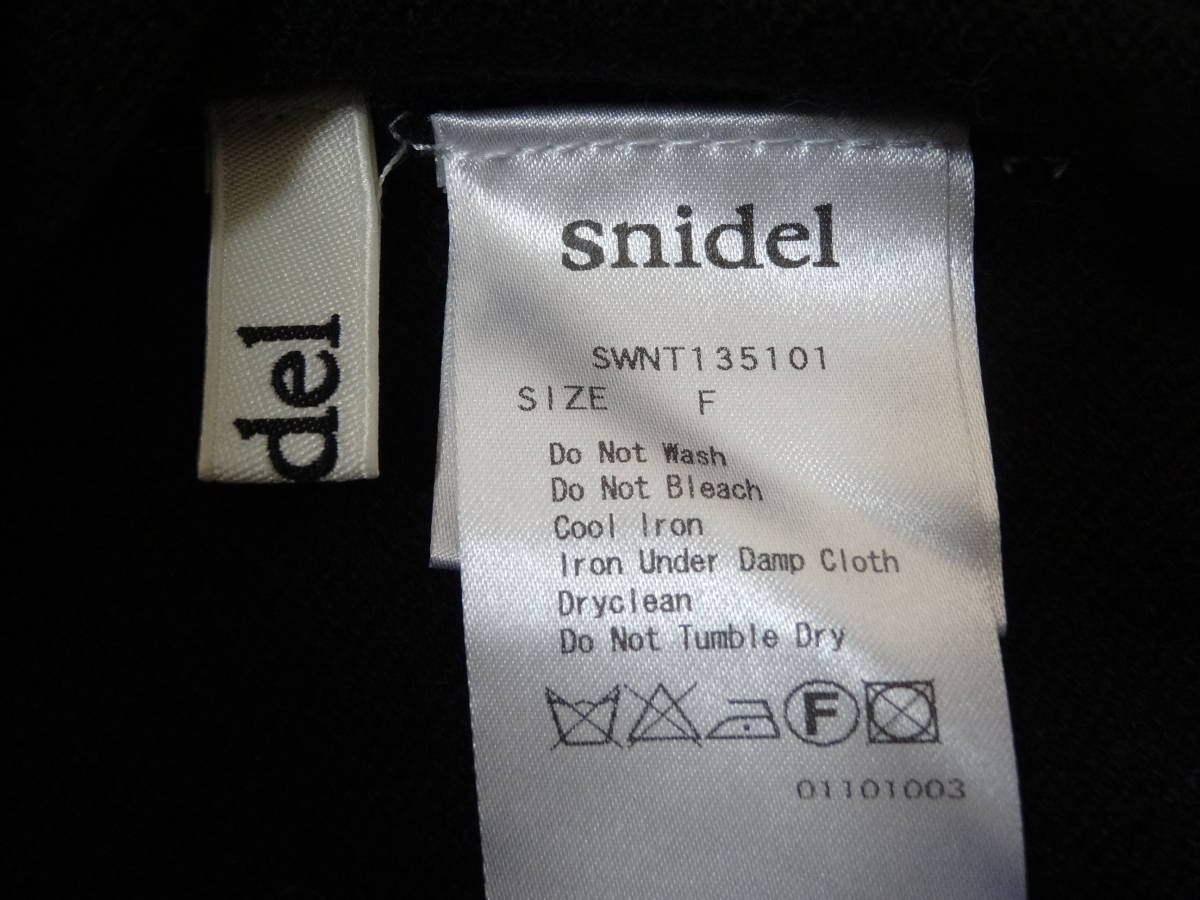 del
snidel
SWNT135101
SIZE F
Do Not Wash
Do Not Bleach
Cool Iron
Iron Under Damp Cloth
Dryclean
Do Not Tumble Dry
F
01101003